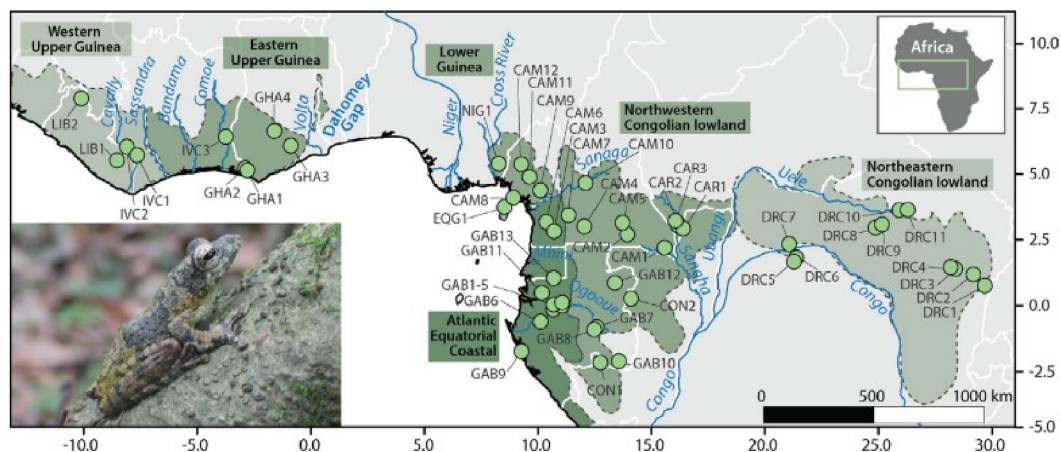 Western
Upper Guinea
Eastern
Upper Guinea
Lower
Guinea
Africa
10.0
Cavally
Sassandra
Bandama
Comoé
Volta
Dahomey
Gap
Niger
Cross River
CAM12
CAM11
CAM9
CAM6
CAM3
CAM7
Northwestern
Congolian lowland
CAM10
NIG1
Sanaga
7.5
LIB2
GHA4
IVC3
LIB1
GHA3
GHA2
GHA1
IVC1
IVC2
CAM8
EQG1
CAM4
CAM5
CAR3
CAR2
CAR1
Uele
Northeastern
Congolian lowland
5.0
DRC7
DRC10
DRC8
DRC11
DRC9
GAB13
GAB11
Mbini
CAM2
CAM1
GAB12
Sangha
Ubangi
DRC5
DRC6
DRC4
DRC3
DRC2
DRC1
2.5
GAB1-5
GAB6
Ogooue
GAB7
CON2
Congo
0.0
Atlantic
Equatorial
Coastal
GAB8
GAB9
CON1
GAB10
Congo
-2.5
0
500
1000 km
-5.0
-10.0
-5.0
0.0
5.0
10.0
15.0
20.0
25.0
30.0